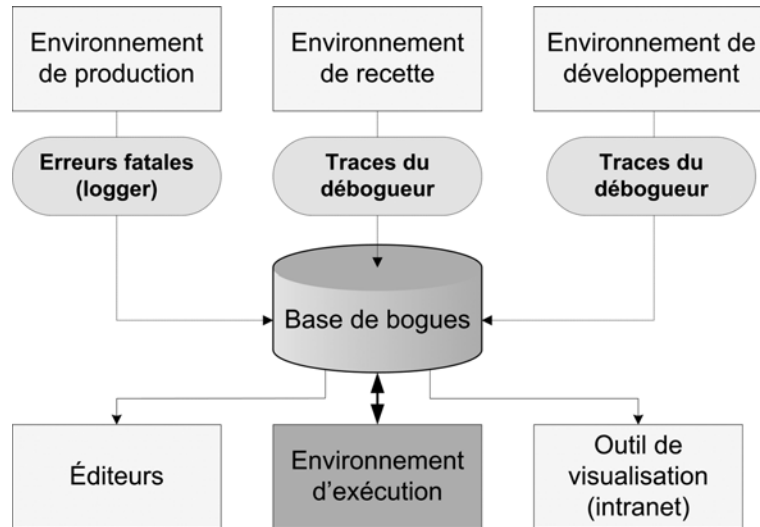 Environnement
de production
Environnement
de recette
Environnement de
développement
Erreurs fatales
(logger)
Traces du
débogueur
Traces du
débogueur
Base de bogues
Éditeurs
Environnement
d'exécution
Outil de
visualisation
(intranet)